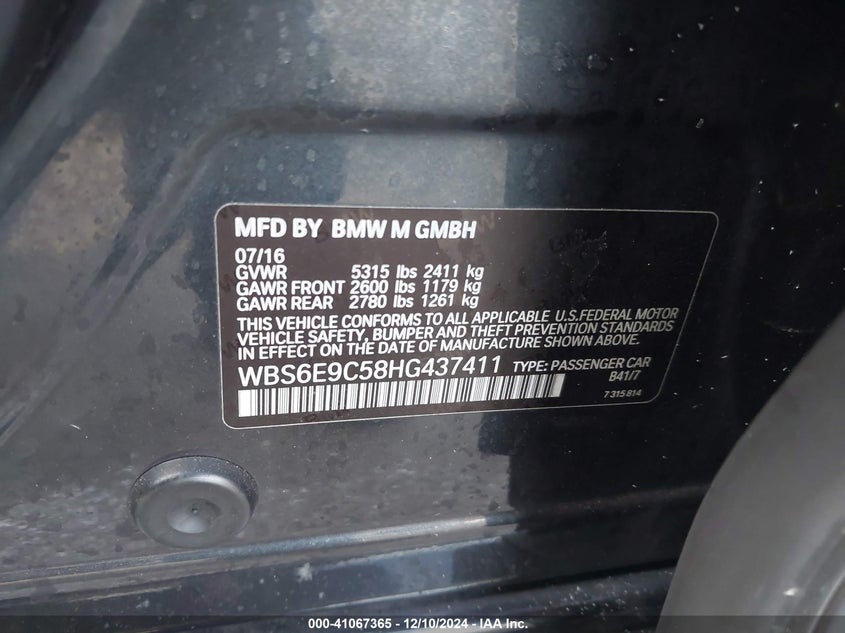 MFD BY BMW M GMBH
07/16
GVWR 5315 lbs 2411 kg
GAWR FRONT 2600 lbs 1179 kg
GAWR REAR 2780 lbs 1261 kg
THIS VEHICLE CONFORMS TO ALL APPLICABLE U.S.FEDERAL MOTOR
VEHICLE SAFETY, BUMPER AND THEFT PREVENTION STANDARDS
IN EFFECT ON THE DATE OF MANUFACTURE SHOWN ABOVE.
WBS6E9C58HG437411 TYPE: PASSENGER CAR
B41/7
7 315 814
000-41067365 - 12/10/2024 - IAA Inc.